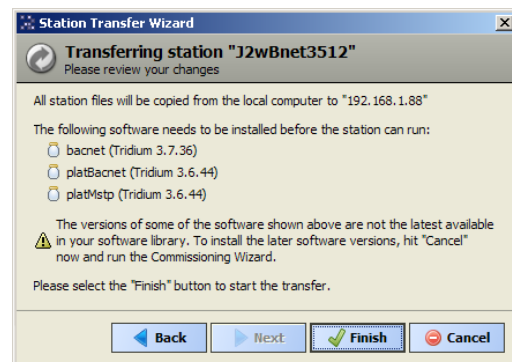 Station Transfer Wizard
Transferring station "J2wBnet3512"
Please review your changes
All station files will be copied from the local computer to "192.168.1.88"
The following software needs to be installed before the station can run:
bacnet (Tridium 3.7.36)
platBacnet (Tridium 3.6.44)
platMstp (Tridium 3.6.44)
The versions of some of the software shown above are not the latest available
in your software library. To install the later software versions, hit "Cancel"
now and run the Commissioning Wizard.
Please select the "Finish" button to start the transfer.
Back Next Finish Cancel